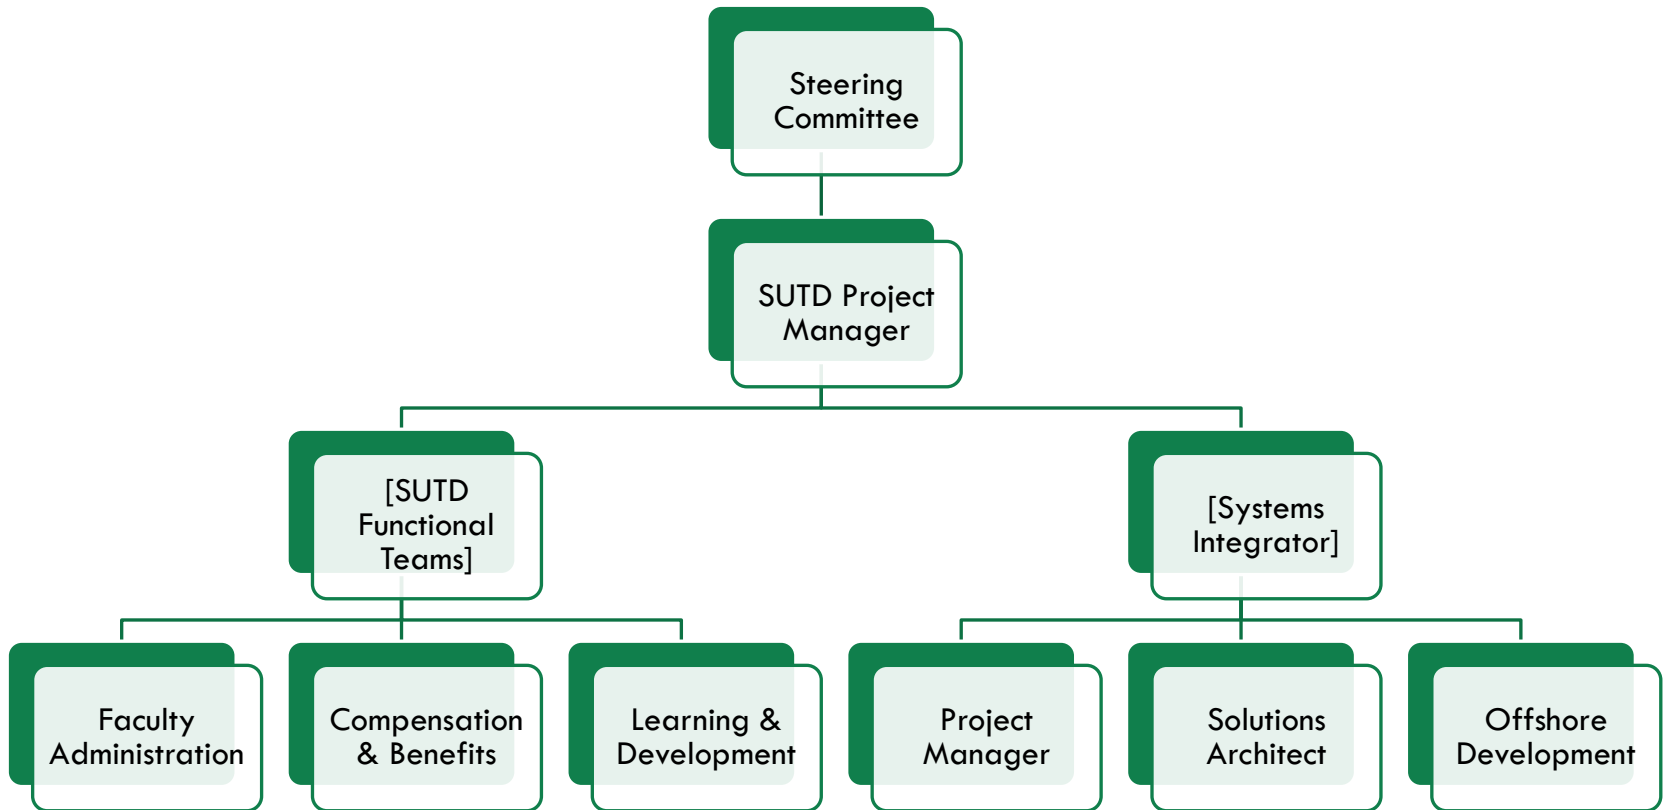 Steering
Committee
SUTD Project
Manager
[SUTD
Functional
Teams]
[Systems
Integrator]
Faculty
Administration
Compensation
& Benefits
Learning &
Development
Project
Manager
Solutions
Architect
Offshore
Development